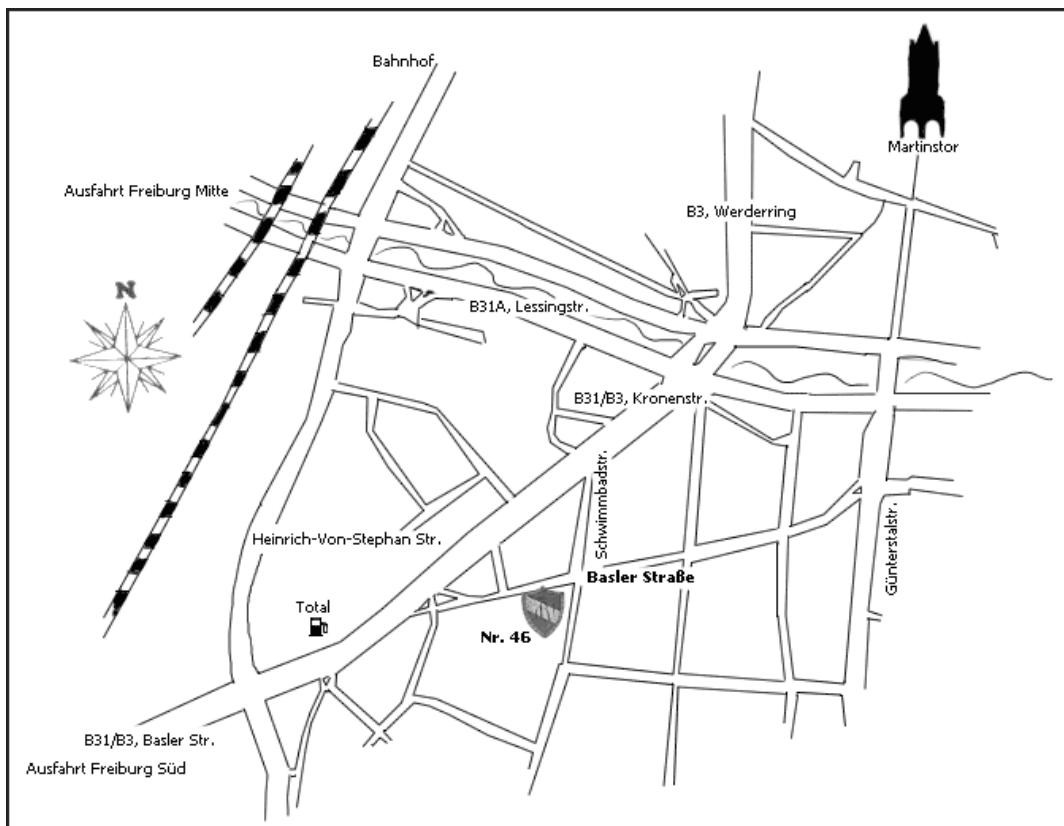 Bahnhof
Martinstor
Ausfahrt Freiburg Mitte
B3, Werderring
N
B31A, Lessingstr.
B31/B3, Kronenstr.
Schwimmbadstr.
Günterstalstr.
Heinrich-Von-Stephan Str.
Basler Straße
Total
Nr. 46
B31/B3, Basler Str.
Ausfahrt Freiburg Süd